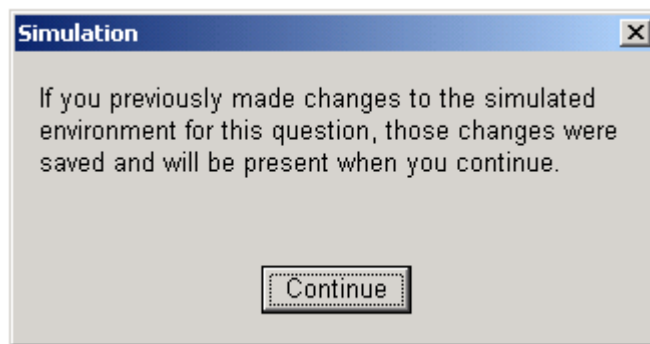 Simulation
If you previously made changes to the simulated
environment for this question, those changes were
saved and will be present when you continue.
Continue